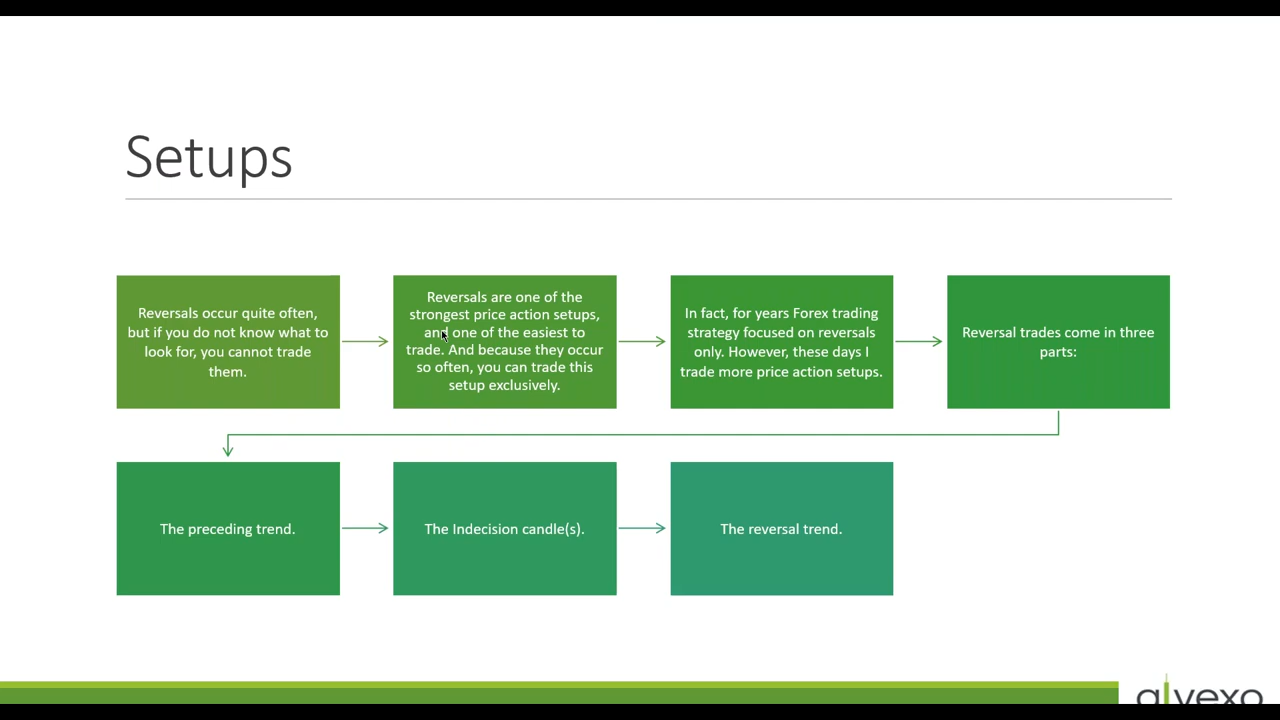 Setups
Reversals occur quite often,
but if you do not know what to
look for, you cannot trade
them.
Reversals are one of the
strongest price action setups,
and one of the easiest to
trade. And because they occur
so often, you can trade this
setup exclusively.
In fact, for years Forex trading
strategy focused on reversals
only. However, these days I
trade more price action setups.
Reversal trades come in three
parts:
The preceding trend.
The Indecision candle(s).
The reversal trend.
alvexo